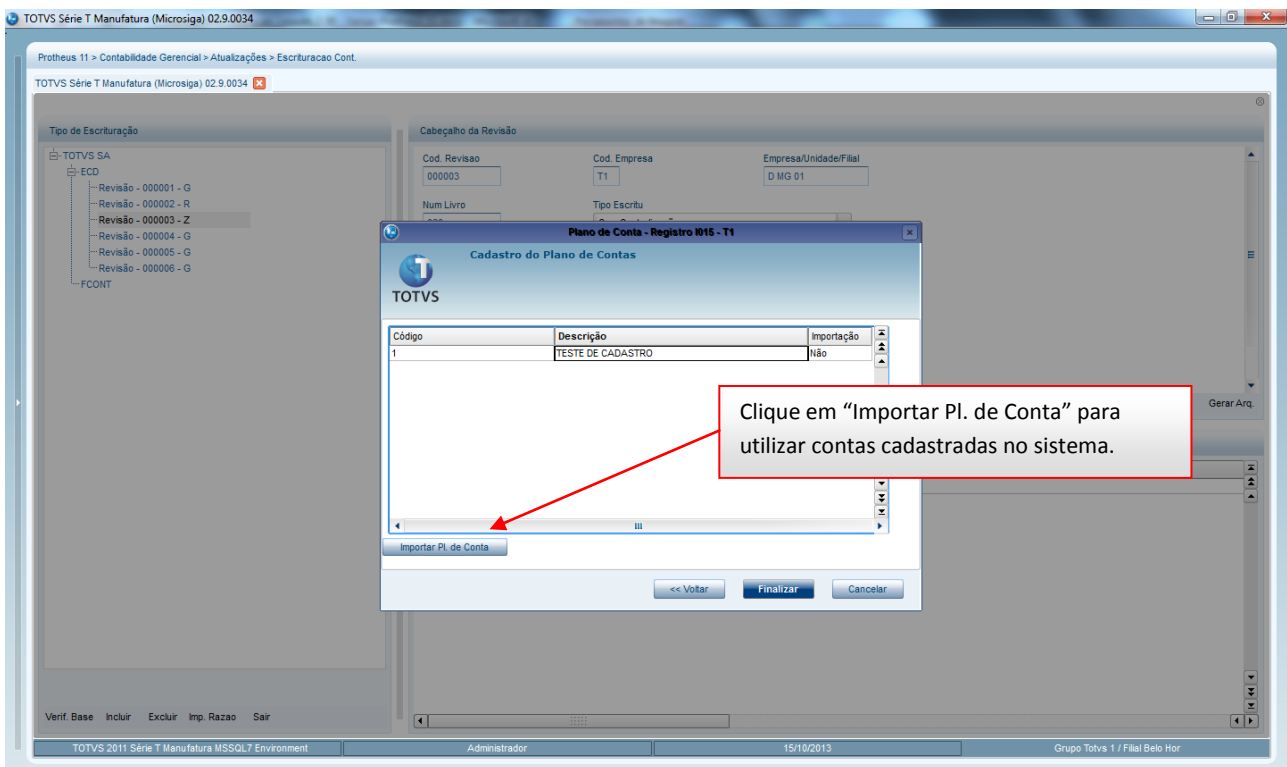 TOTVS Série T Manufatura (Microsiga) 02.9.0034
Protheus 11 > Contabilidade Gerencial > Atualizações > Escrituracao Cont.
TOTVS Série T Manufatura (Microsiga) 02.9.0034
Tipo de Escrituração
TOTVS SA
ECD
Revisão - 000001 - G
Revisão - 000002 - R
Revisão - 000003 - Z
Revisão - 000004 - G
Revisão - 000005 - G
Revisão - 000006 - G
FCONT
Verif. Base Incluir Excluir Imp. Razao Sair
Cabeçalho da Revisão
Cod. Revisao Cod. Empresa Empresa/Unidade/Filial
000003 T1 D MG 01
Num Livro Tipo Escritu
Gerar Arq.
Plano de Conta - Registro I015 - T1
Cadastro do Plano de Contas
TOTVS
Código Descrição Importação
1 TESTE DE CADASTRO Não
Clique em “Importar Pl. de Conta” para
utilizar contas cadastradas no sistema.
Importar Pl. de Conta
<< Voltar Finalizar Cancelar
TOTVS 2011 Série T Manufatura MSSQL7 Environment Administrador 15/10/2013 Grupo Totvs 1 / Filial Belo Hor